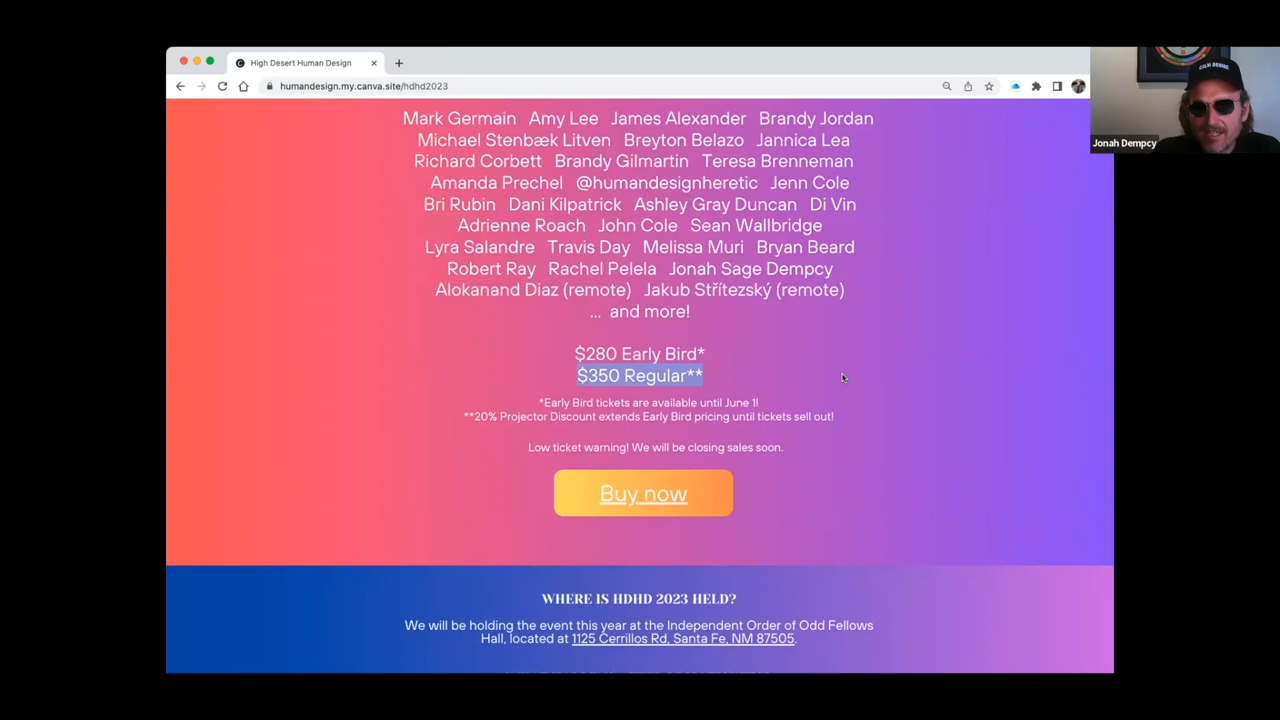 High Desert Human Design
humandesign.my.canva.site/hdhd2023
Mark Germain Amy Lee James Alexander Brandy Jordan
Michael Stenbæk Litven Breyton Belazo Jannica Lea
Richard Corbett Brandy Gilmartin Teresa Brenneman
Amanda Prechel @humandesignheretic Jenn Cole
Bri Rubin Dani Kilpatrick Ashley Gray Duncan Di Vin
Adrienne Roach John Cole Sean Wallbridge
Lyra Salandre Travis Day Melissa Muri Bryan Beard
Robert Ray Rachel Pelela Jonah Sage Dempcy
Alokanand Diaz (remote) Jakub Střítezský (remote)
... and more!
$280 Early Bird*
$350 Regular**
*Early Bird tickets are available until June 1!
**20% Projector Discount extends Early Bird pricing until tickets sell out!
Low ticket warning! We will be closing sales soon.
Buy now
WHERE IS HDHD 2023 HELD?
We will be holding the event this year at the Independent Order of Odd Fellows
Hall, located at 1125 Cerrillos Rd, Santa Fe, NM 87505.
Jonah Dempcy